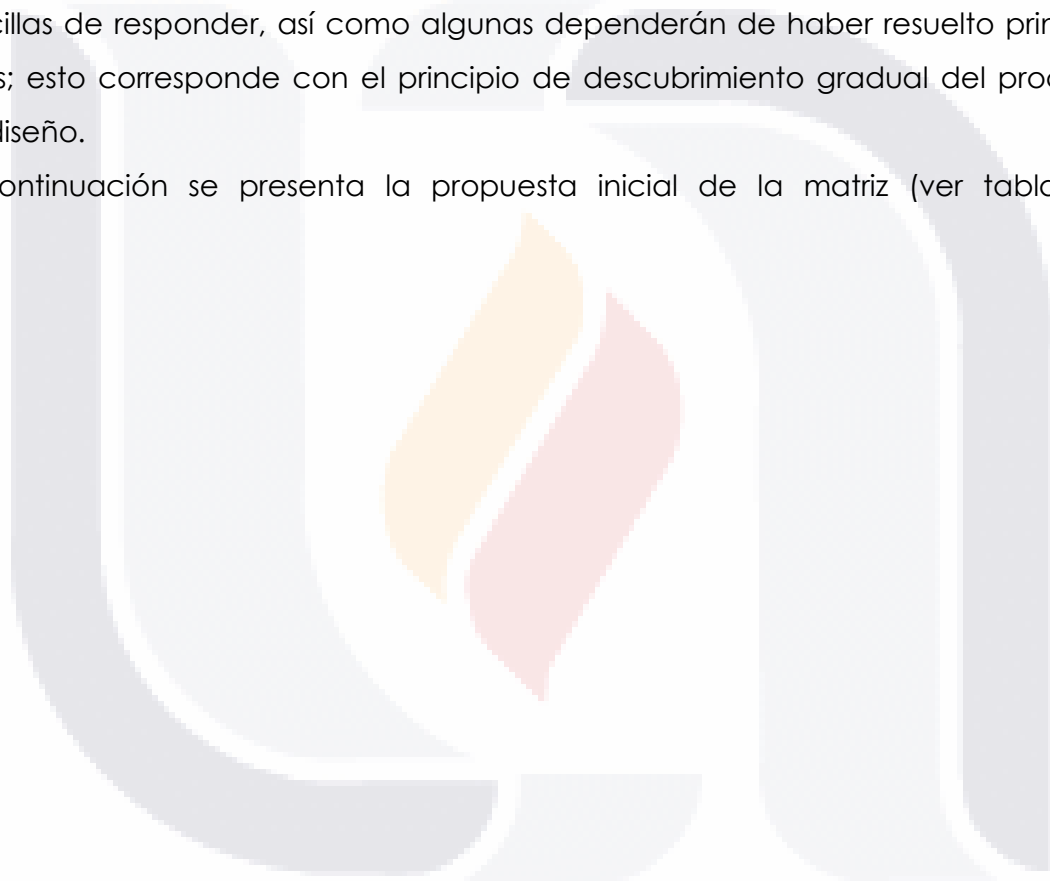 cillas de responder, así como algunas dependerán de haber resuelto prin
s; esto corresponde con el principio de descubrimiento gradual del proc
diseño.
ontinuación se presenta la propuesta inicial de la matriz (ver tabla